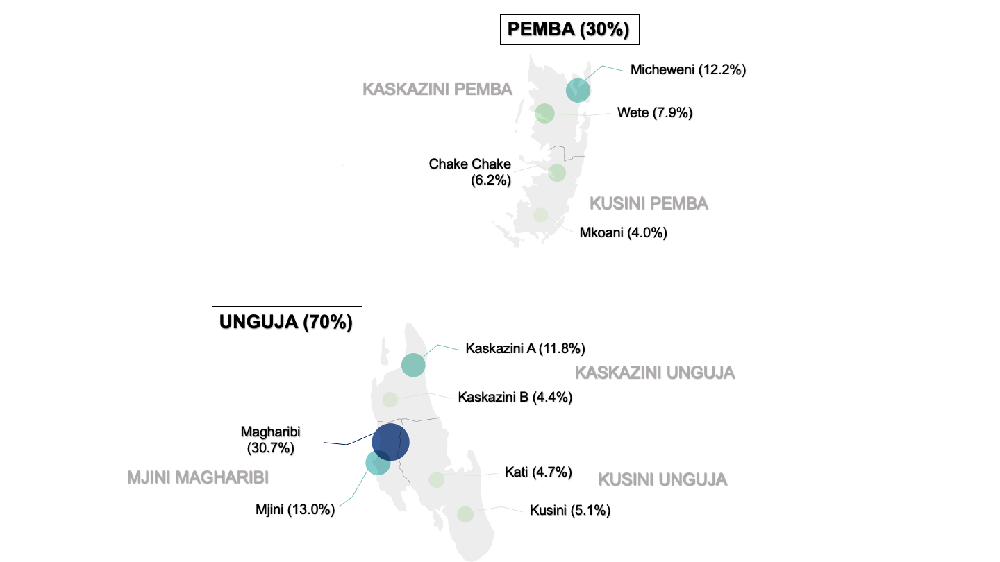 PEMBA (30%)
Micheweni (12.2%)
KASKAZINI PEMBA
Wete (7.9%)
Chake Chake
(6.2%)
KUSINI PEMBA
Mkoani (4.0%)
UNGUJA (70%)
Kaskazini A (11.8%)
KASKAZINI UNGUJA
Kaskazini B (4.4%)
Magharibi
(30.7%)
MJINI MAGHARIBI
Kati (4.7%)
KUSINI UNGUJA
Mjini (13.0%)
Kusini (5.1%)